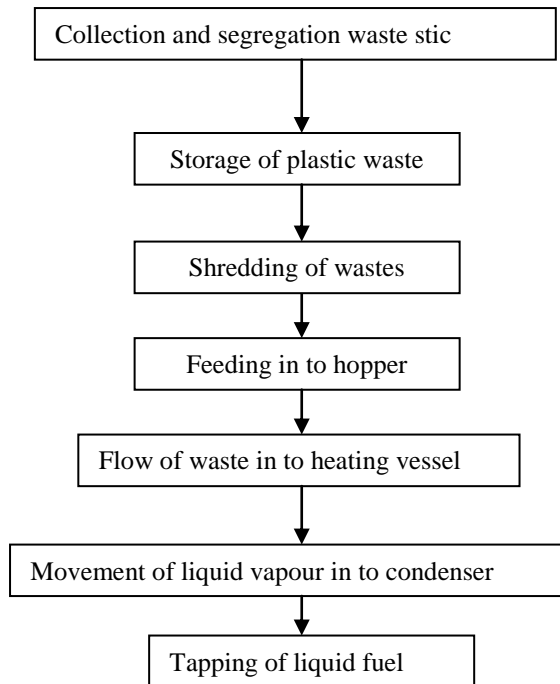 Collection and segregation waste stic
Storage of plastic waste
Shredding of wastes
Feeding in to hopper
Flow of waste in to heating vessel
Movement of liquid vapour in to condenser
Tapping of liquid fuel